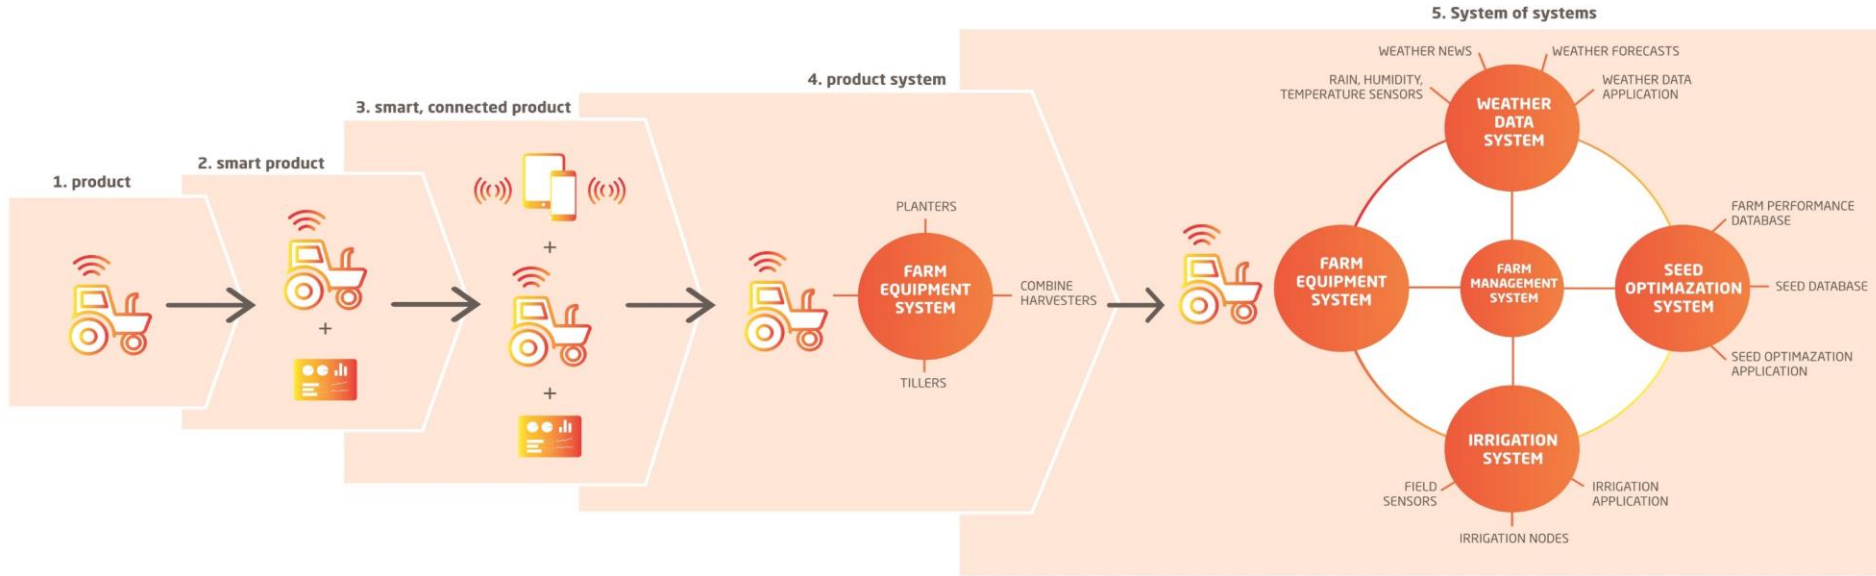 1. product
2. smart product
+
3. smart, connected product
+
+
4. product system
PLANTERS
FARM
EQUIPMENT
SYSTEM
COMBINE
HARVESTERS
TILLERS
5. System of systems
WEATHER NEWS
WEATHER FORECASTS
RAIN, HUMIDITY,
TEMPERATURE SENSORS
WEATHER DATA
APPLICATION
WEATHER
DATA
SYSTEM
FARM
EQUIPMENT
SYSTEM
FARM
MANAGEMENT
SYSTEM
SEED
OPTIMAZATION
SYSTEM
FARM PERFORMANCE
DATABASE
SEED DATABASE
SEED OPTIMAZATION
APPLICATION
IRRIGATION
SYSTEM
FIELD
SENSORS
IRRIGATION
APPLICATION
IRRIGATION NODES